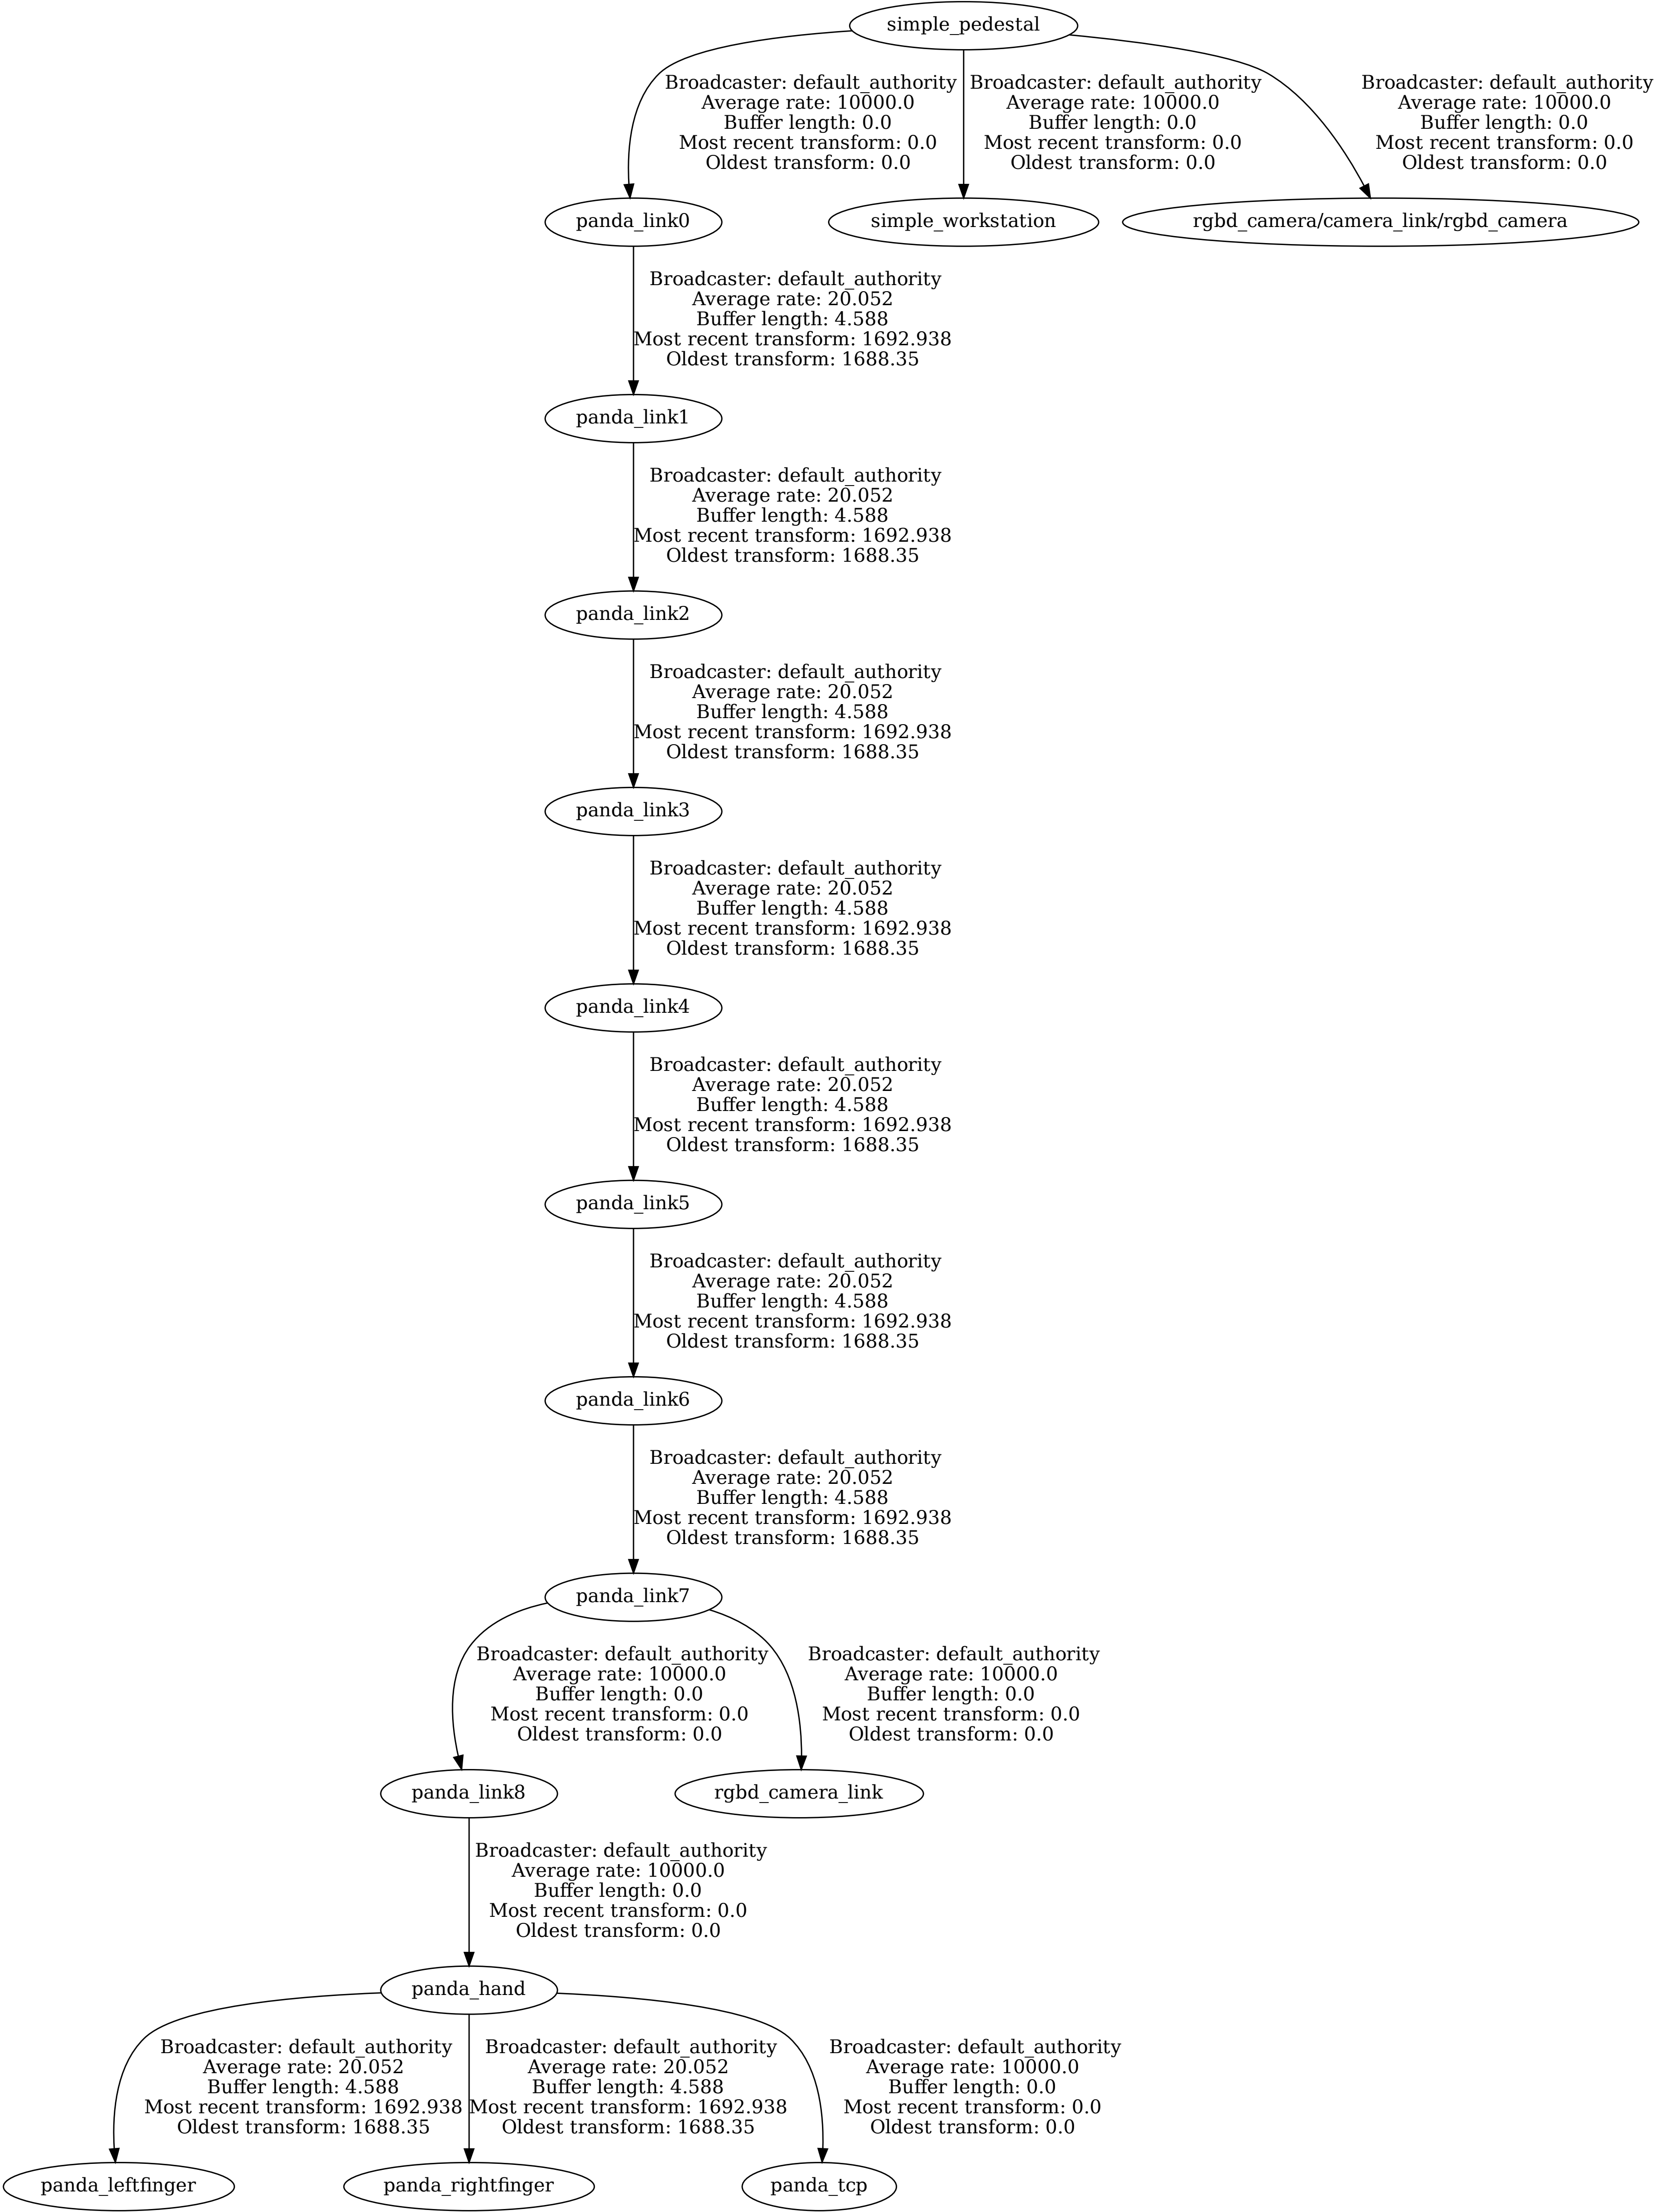 simple_pedestal
Broadcaster: default_authority
Average rate: 10000.0
Buffer length: 0.0
Most recent transform: 0.0
Oldest transform: 0.0
Broadcaster: default_authority
Average rate: 10000.0
Buffer length: 0.0
Most recent transform: 0.0
Oldest transform: 0.0
Broadcaster: default_authority
Average rate: 10000.0
Buffer length: 0.0
Most recent transform: 0.0
Oldest transform: 0.0
panda_link0
simple_workstation
rgbd_camera/camera_link/rgbd_camera
Broadcaster: default_authority
Average rate: 20.052
Buffer length: 4.588
Most recent transform: 1692.938
Oldest transform: 1688.35
panda_link1
Broadcaster: default_authority
Average rate: 20.052
Buffer length: 4.588
Most recent transform: 1692.938
Oldest transform: 1688.35
panda_link2
Broadcaster: default_authority
Average rate: 20.052
Buffer length: 4.588
Most recent transform: 1692.938
Oldest transform: 1688.35
panda_link3
Broadcaster: default_authority
Average rate: 20.052
Buffer length: 4.588
Most recent transform: 1692.938
Oldest transform: 1688.35
panda_link4
Broadcaster: default_authority
Average rate: 20.052
Buffer length: 4.588
Most recent transform: 1692.938
Oldest transform: 1688.35
panda_link5
Broadcaster: default_authority
Average rate: 20.052
Buffer length: 4.588
Most recent transform: 1692.938
Oldest transform: 1688.35
panda_link6
Broadcaster: default_authority
Average rate: 20.052
Buffer length: 4.588
Most recent transform: 1692.938
Oldest transform: 1688.35
panda_link7
Broadcaster: default_authority
Average rate: 10000.0
Buffer length: 0.0
Most recent transform: 0.0
Oldest transform: 0.0
Broadcaster: default_authority
Average rate: 10000.0
Buffer length: 0.0
Most recent transform: 0.0
Oldest transform: 0.0
panda_link8
rgbd_camera_link
Broadcaster: default_authority
Average rate: 10000.0
Buffer length: 0.0
Most recent transform: 0.0
Oldest transform: 0.0
panda_hand
Broadcaster: default_authority
Average rate: 20.052
Buffer length: 4.588
Most recent transform: 1692.938
Oldest transform: 1688.35
Broadcaster: default_authority
Average rate: 20.052
Buffer length: 4.588
Most recent transform: 1692.938
Oldest transform: 1688.35
Broadcaster: default_authority
Average rate: 10000.0
Buffer length: 0.0
Most recent transform: 0.0
Oldest transform: 0.0
panda_leftfinger
panda_rightfinger
panda_tcp